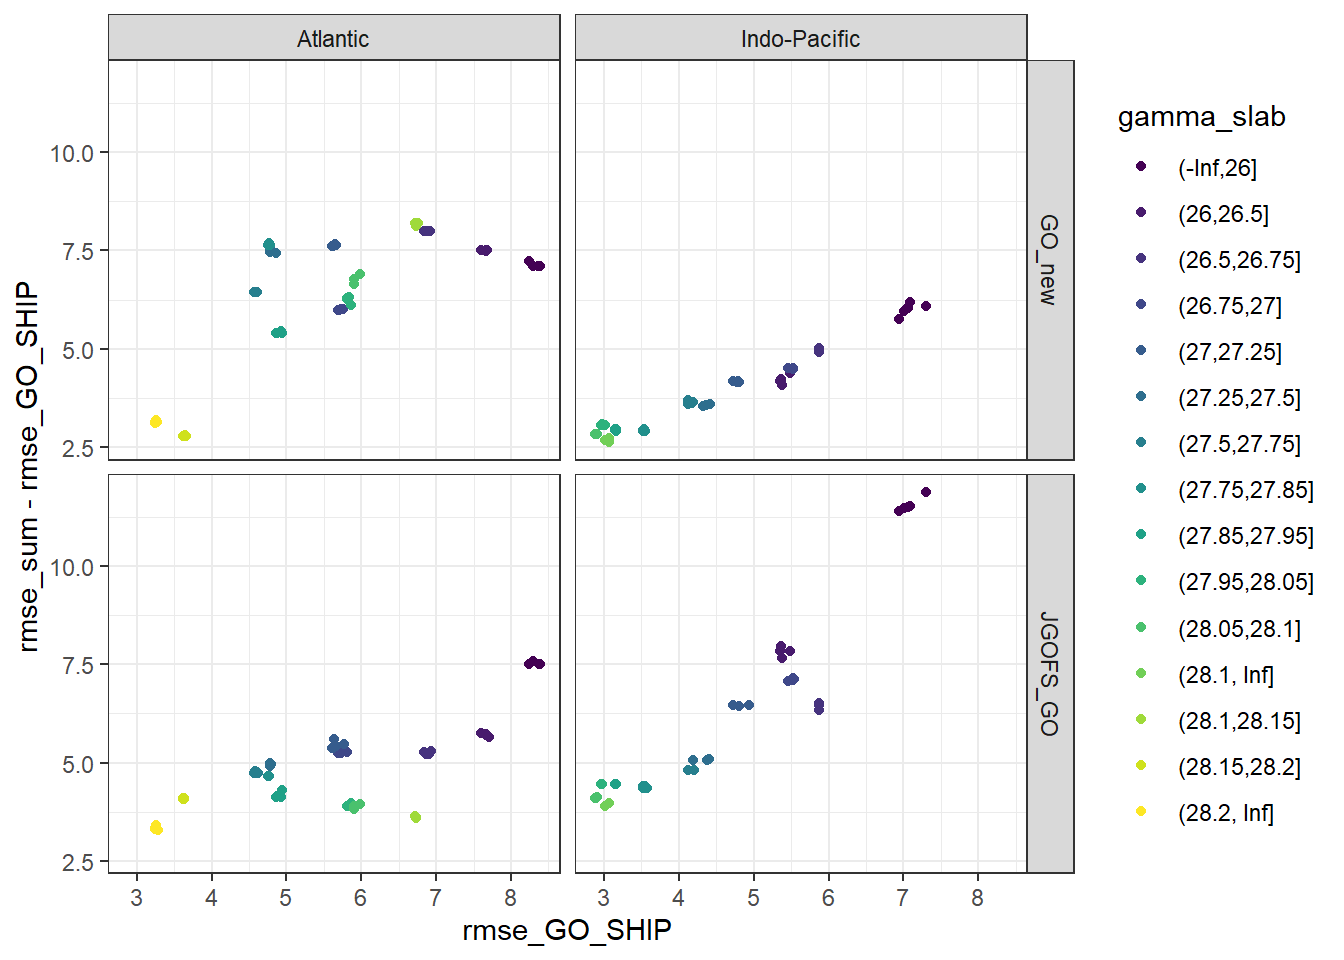 Atlantic
Indo-Pacific
GO_new
JGOFS_GO
rmse_sum - rmse_GO_SHIP
10.0
7.5
5.0
2.5
10.0
7.5
5.0
2.5
3 4 5 6 7 8
3 4 5 6 7 8
rmse_GO_SHIP
gamma_slab
(-Inf,26]
(26,26.5]
(26.5,26.75]
(26.75,27]
(27,27.25]
(27.25,27.5]
(27.5,27.75]
(27.75,27.85]
(27.85,27.95]
(27.95,28.05]
(28.05,28.1]
(28.1, Inf]
(28.1,28.15]
(28.15,28.2]
(28.2, Inf]